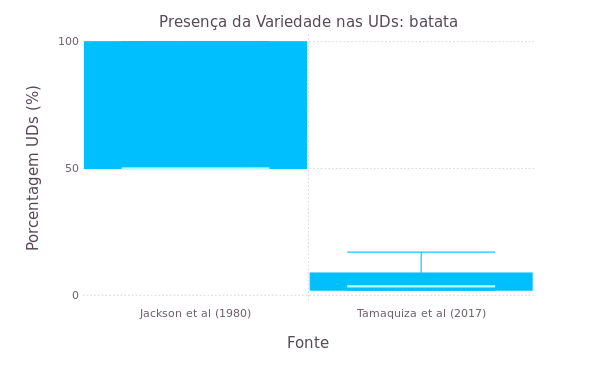 Presença da Variedade nas UDs: batata
Porcentagem UDs (%)
100
50
0
Jackson et al (1980)
Tamaquiza et al (2017)
Fonte